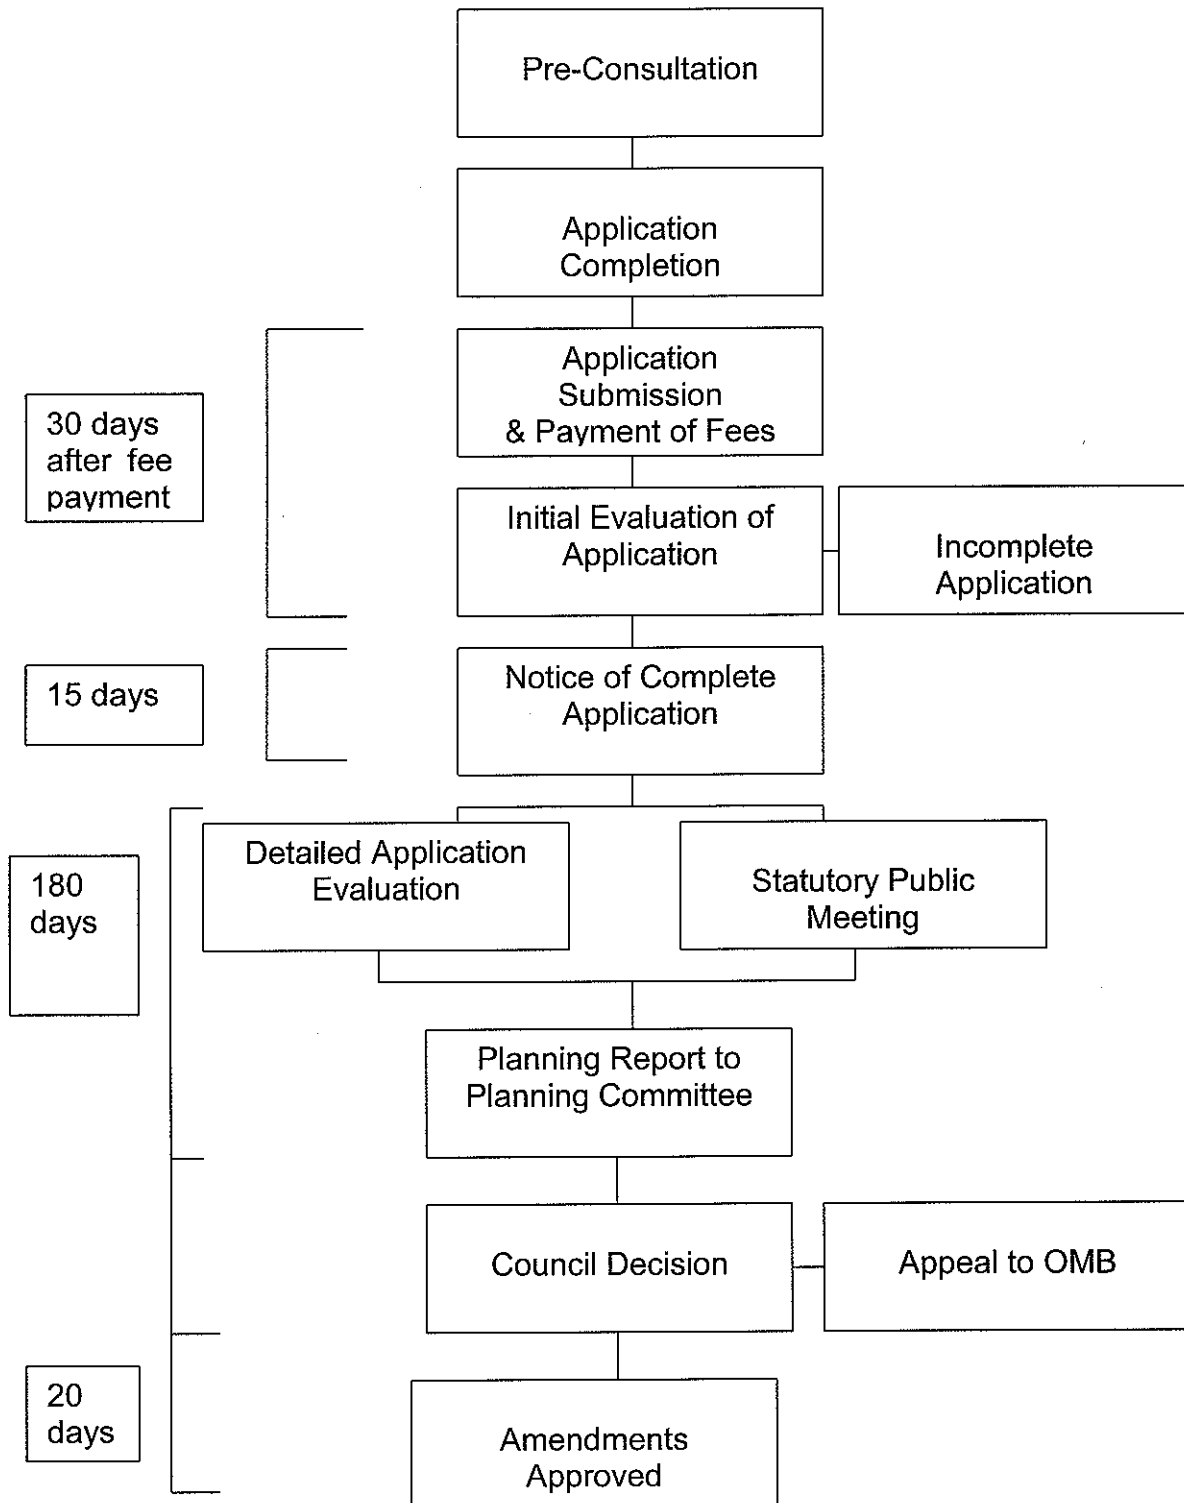 Pre-Consultation
Application
Completion
Application
Submission
& Payment of Fees
30 days
after fee
payment
Initial Evaluation of
Application
Incomplete
Application
15 days
Notice of Complete
Application
180
days
Detailed Application
Evaluation
Statutory Public
Meeting
Planning Report to
Planning Committee
Council Decision
Appeal to OMB
20
days
Amendments
Approved